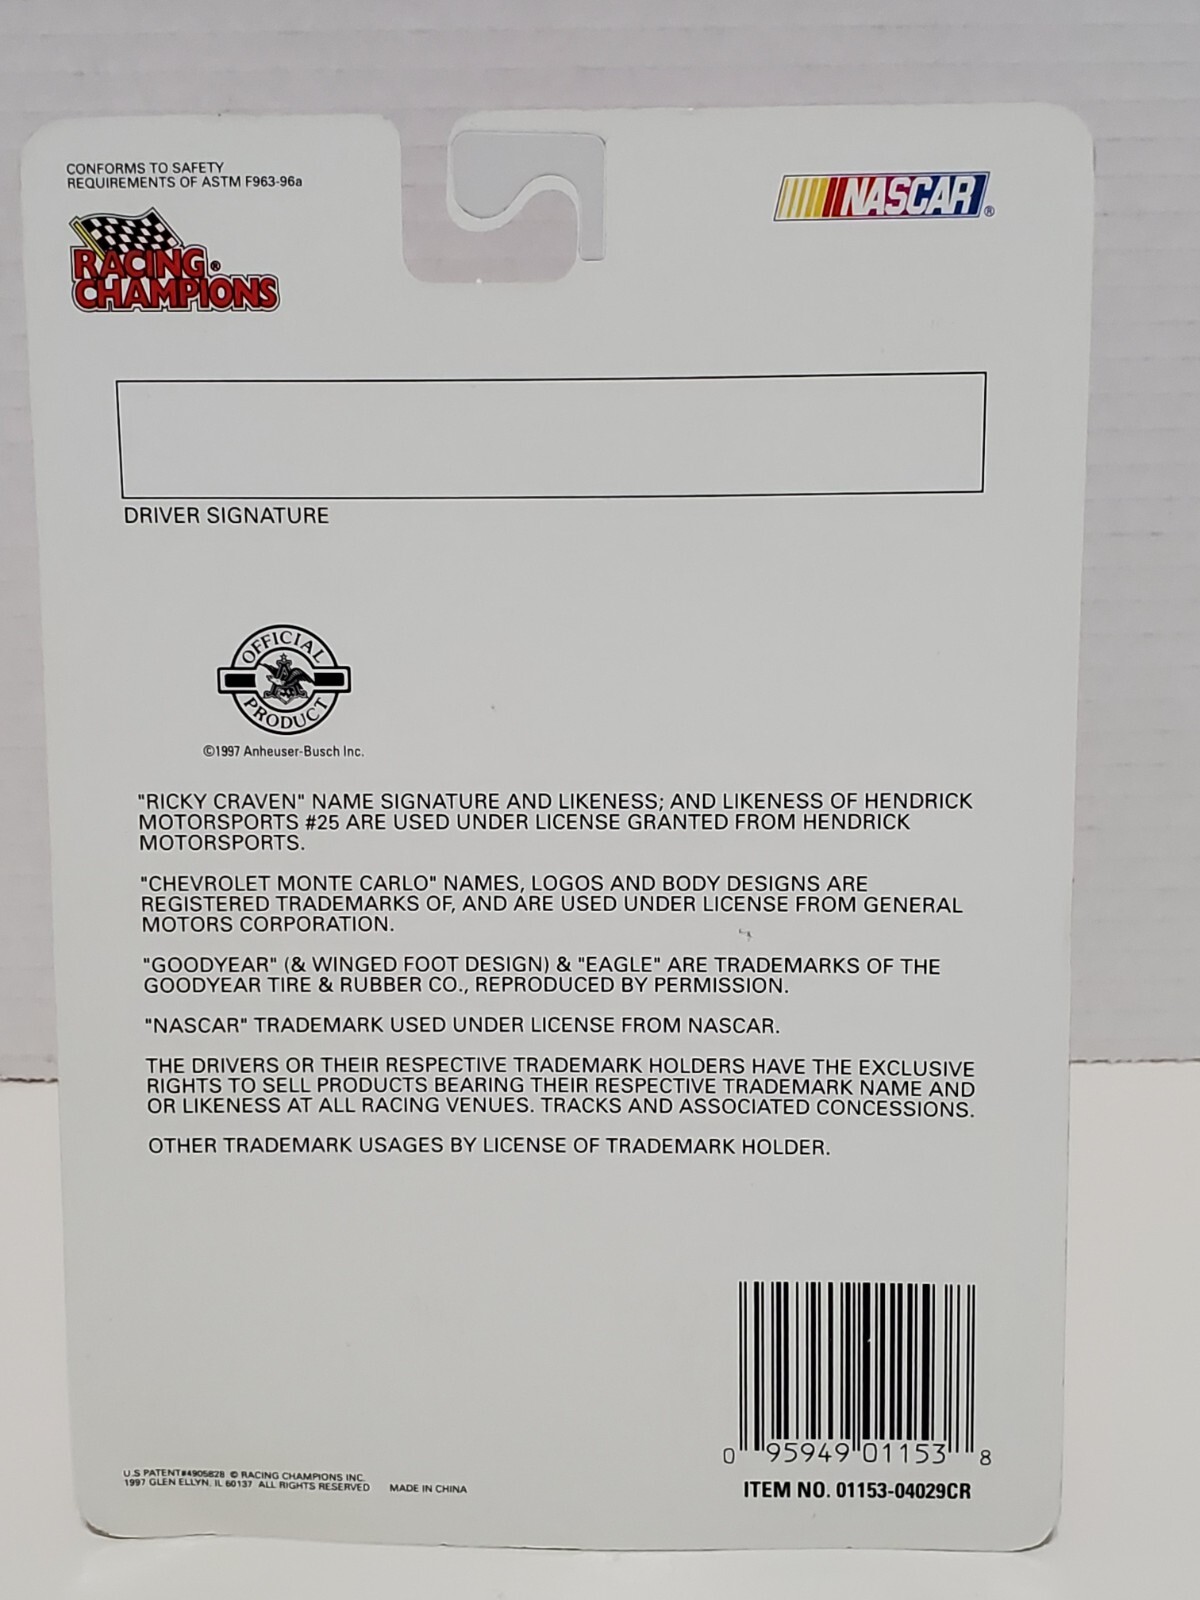 CONFORMS TO SAFETY
REQUIREMENTS OF ASTM F963-96a
RACING®
CHAMPIONS
NASCAR®
DRIVER SIGNATURE
OFFICIAL
PRODUCT
©1997 Anheuser-Busch Inc.
"RICKY CRAVEN" NAME SIGNATURE AND LIKENESS; AND LIKENESS OF HENDRICK
MOTORSPORTS #25 ARE USED UNDER LICENSE GRANTED FROM HENDRICK
MOTORSPORTS.
"CHEVROLET MONTE CARLO" NAMES, LOGOS AND BODY DESIGNS ARE
REGISTERED TRADEMARKS OF, AND ARE USED UNDER LICENSE FROM GENERAL
MOTORS CORPORATION.
"GOODYEAR" (& WINGED FOOT DESIGN) & "EAGLE" ARE TRADEMARKS OF THE
GOODYEAR TIRE & RUBBER CO., REPRODUCED BY PERMISSION.
"NASCAR" TRADEMARK USED UNDER LICENSE FROM NASCAR.
THE DRIVERS OR THEIR RESPECTIVE TRADEMARK HOLDERS HAVE THE EXCLUSIVE
RIGHTS TO SELL PRODUCTS BEARING THEIR RESPECTIVE TRADEMARK NAME AND
OR LIKENESS AT ALL RACING VENUES. TRACKS AND ASSOCIATED CONCESSIONS.
OTHER TRADEMARK USAGES BY LICENSE OF TRADEMARK HOLDER.
0 95949 01153 8
ITEM NO. 01153-04029CR
U.S PATENT#4905828 © RACING CHAMPIONS INC.
1997 GLEN ELLYN, IL 60137 ALL RIGHTS RESERVED MADE IN CHINA